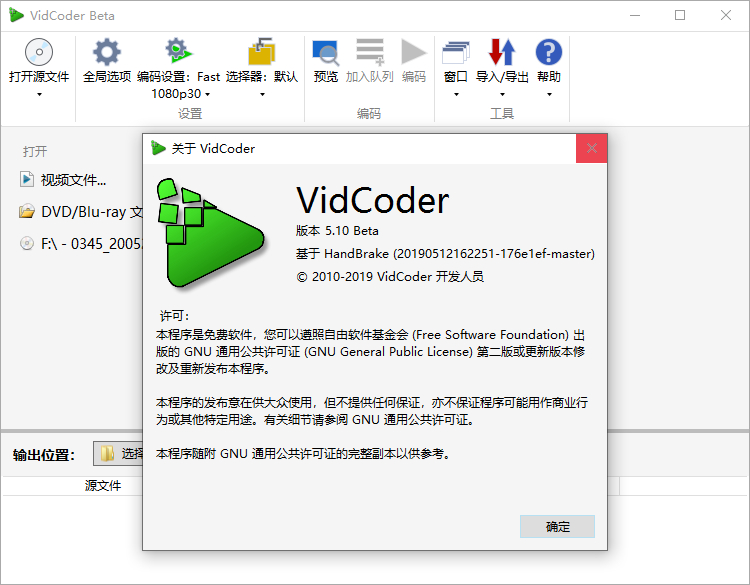 VidCoder Beta
打开源文件 全局选项 编码设置：Fast 1080p30 选择器：默认 预览 加入队列 编码 窗口 导入/导出 帮助
设置 编码 工具
打开
视频文件...
DVD/Blu-ray 文
F:\ - 0345_2005
关于 VidCoder
VidCoder
版本 5.10 Beta
基于 HandBrake (20190512162251-176e1ef-master)
© 2010-2019 VidCoder 开发人员
许可：
本程序是免费软件，您可以遵照自由软件基金会 (Free Software Foundation) 出
版的 GNU 通用公共许可证 (GNU General Public License) 第二版或更新版本修
改及重新发布本程序。
本程序的发布意在供大众使用，但不提供任何保证，亦不保证程序可能用作商业行
为或其他特定用途。有关细节请参阅 GNU 通用公共许可证。
本程序随附 GNU 通用公共许可证的完整副本以供参考。
确定
输出位置： 选择
源文件